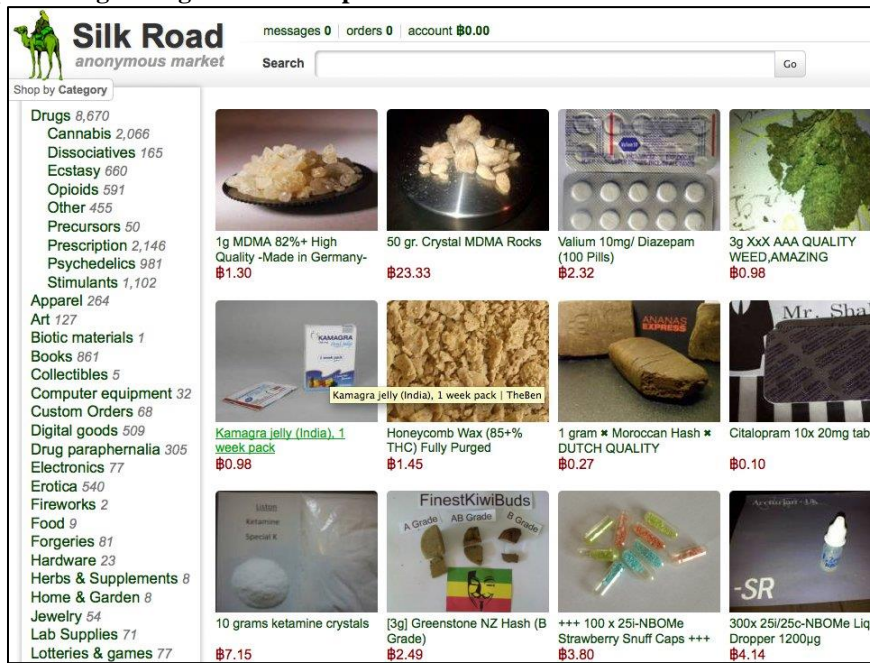 Silk Road
anonymous market
messages 0 | orders 0 | account ฿0.00
Search
Go
Shop by Category
Drugs 8,670
Cannabis 2,066
Dissociatives 165
Ecstasy 660
Opioids 591
Other 455
Precursors 50
Prescription 2,146
Psychedelics 981
Stimulants 1,102
Apparel 264
Art 127
Biotic materials 1
Books 861
Collectibles 5
Computer equipment 32
Custom Orders 68
Digital goods 509
Drug paraphernalia 305
Electronics 77
Erotica 540
Fireworks 2
Food 9
Forgeries 81
Hardware 23
Herbs & Supplements 8
Home & Garden 8
Jewelry 54
Lab Supplies 71
Lotteries & games 77
1g MDMA 82%+ High
Quality -Made in Germany-
฿1.30
50 gr. Crystal MDMA Rocks
฿23.33
Valium 10mg/ Diazepam
(100 Pills)
฿2.32
3g XxX AAA QUALITY
WEED,AMAZING
฿0.98
KAMAGRA
1 week pack
Kamagra jelly (India), 1 week pack | TheBen
Kamagra jelly (India), 1
week pack
฿0.98
Honeycomb Wax (85+%
THC) Fully Purged
฿1.45
ANANAS
EXPRESS
1 gram ✖ Moroccan Hash ✖
DUTCH QUALITY
฿0.27
Mr.
Citalopram 10x 20mg tab
฿0.10
Ketamine
Special K
10 grams ketamine crystals
฿7.15
FinestKiwiBuds
A Grade
AB Grade
B Grade
[3g] Greenstone NZ Hash (B
Grade)
฿2.49
+++ 100 x 25i-NBOMe
Strawberry Snuff Caps +++
฿3.80
-SR
300x 25i/25c-NBOMe Liq
Dropper 1200µg
฿4.14